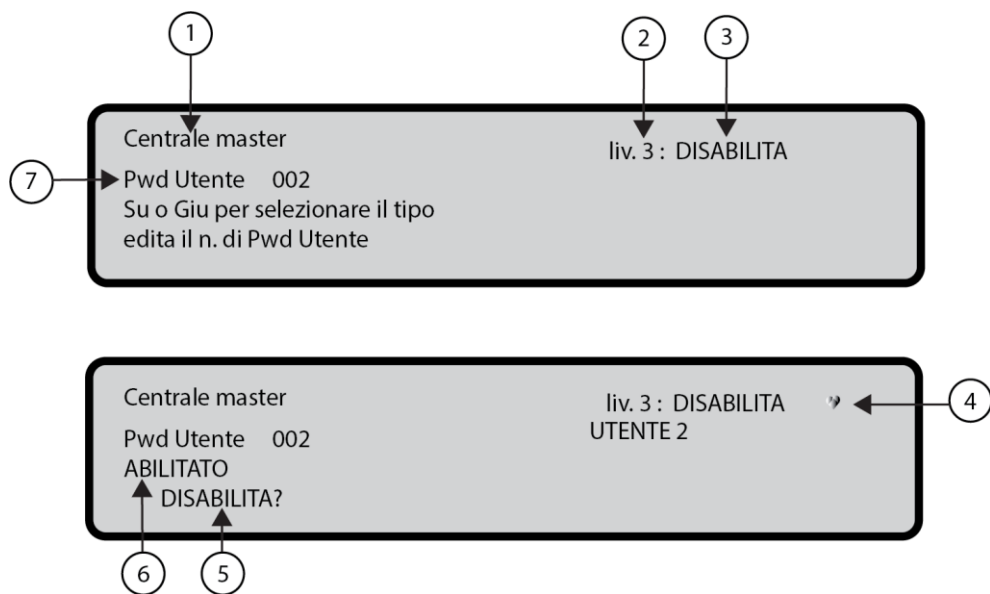 1
2
3
Centrale master
liv. 3 : DISABILITA
7
Pwd Utente 002
Su o Giu per selezionare il tipo
edita il n. di Pwd Utente
Centrale master
liv. 3 : DISABILITA
4
UTENTE 2
Pwd Utente 002
ABILITATO
DISABILITA?
6
5